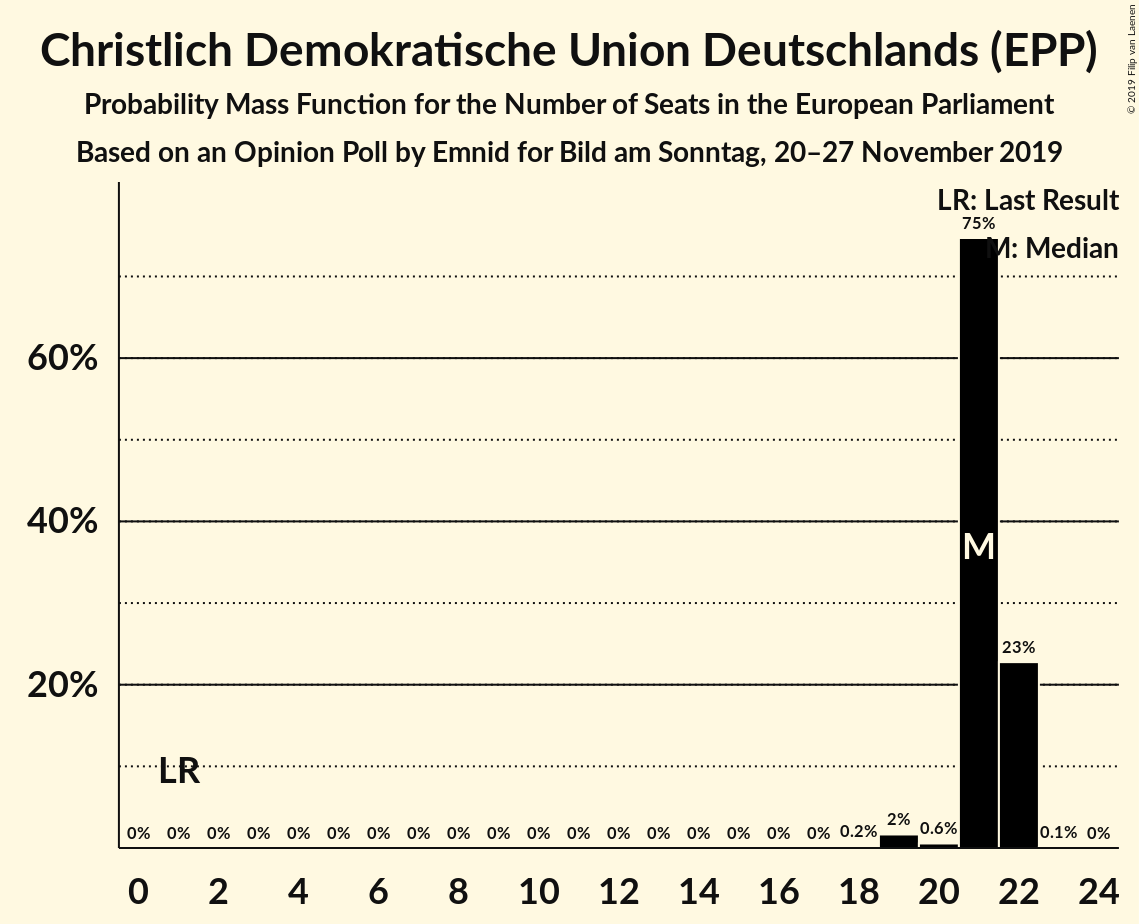 Christlich Demokratische Union Deutschlands (EPP)
Probability Mass Function for the Number of Seats in the European Parliament
Based on an Opinion Poll by Emnid for Bild am Sonntag, 20–27 November 2019
© 2019 Filip van Laenen
LR: Last Result
M: Median
75%
60%
40%
M
23%
20%
LR
0% 0% 0% 0% 0% 0% 0% 0% 0% 0% 0% 0% 0% 0% 0% 0% 0% 0% 0.2% 2% 0.6% 0.1% 0%
0 2 4 6 8 10 12 14 16 18 20 22 24